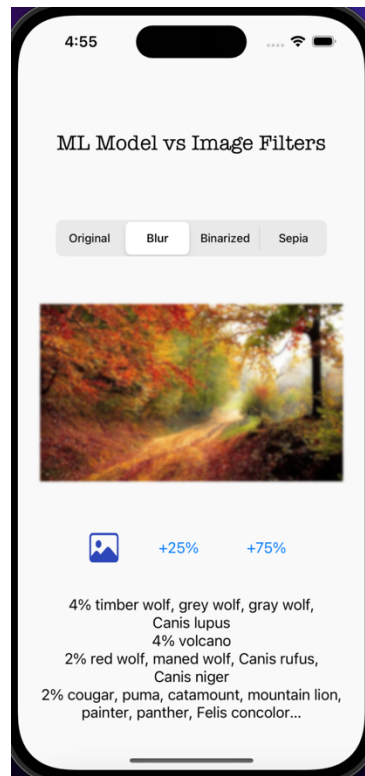 4:55
ML Model vs Image Filters
Original Blur Binarized Sepia
+25% +75%
4% timber wolf, grey wolf, gray wolf,
Canis lupus
4% volcano
2% red wolf, maned wolf, Canis rufus,
Canis niger
2% cougar, puma, catamount, mountain lion,
painter, panther, Felis concolor...